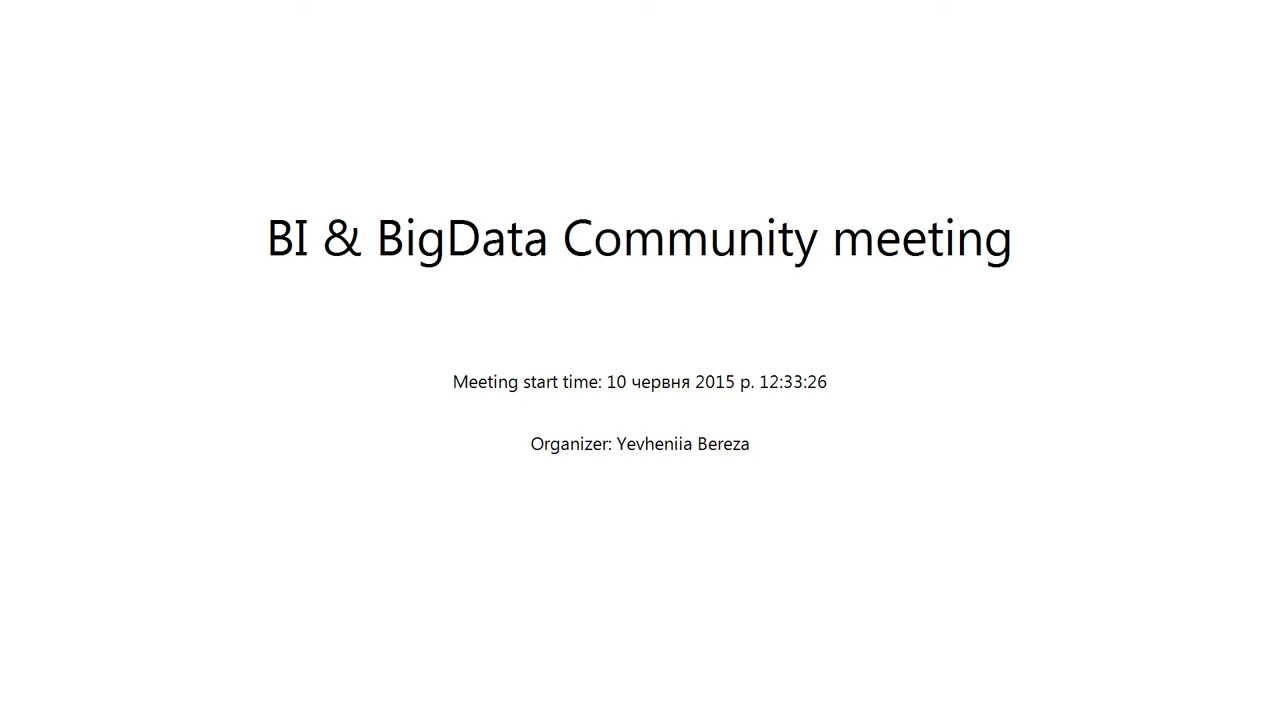 BI & BigData Community meeting
Meeting start time: 10 червня 2015 р. 12:33:26
Organizer: Yevheniia Bereza